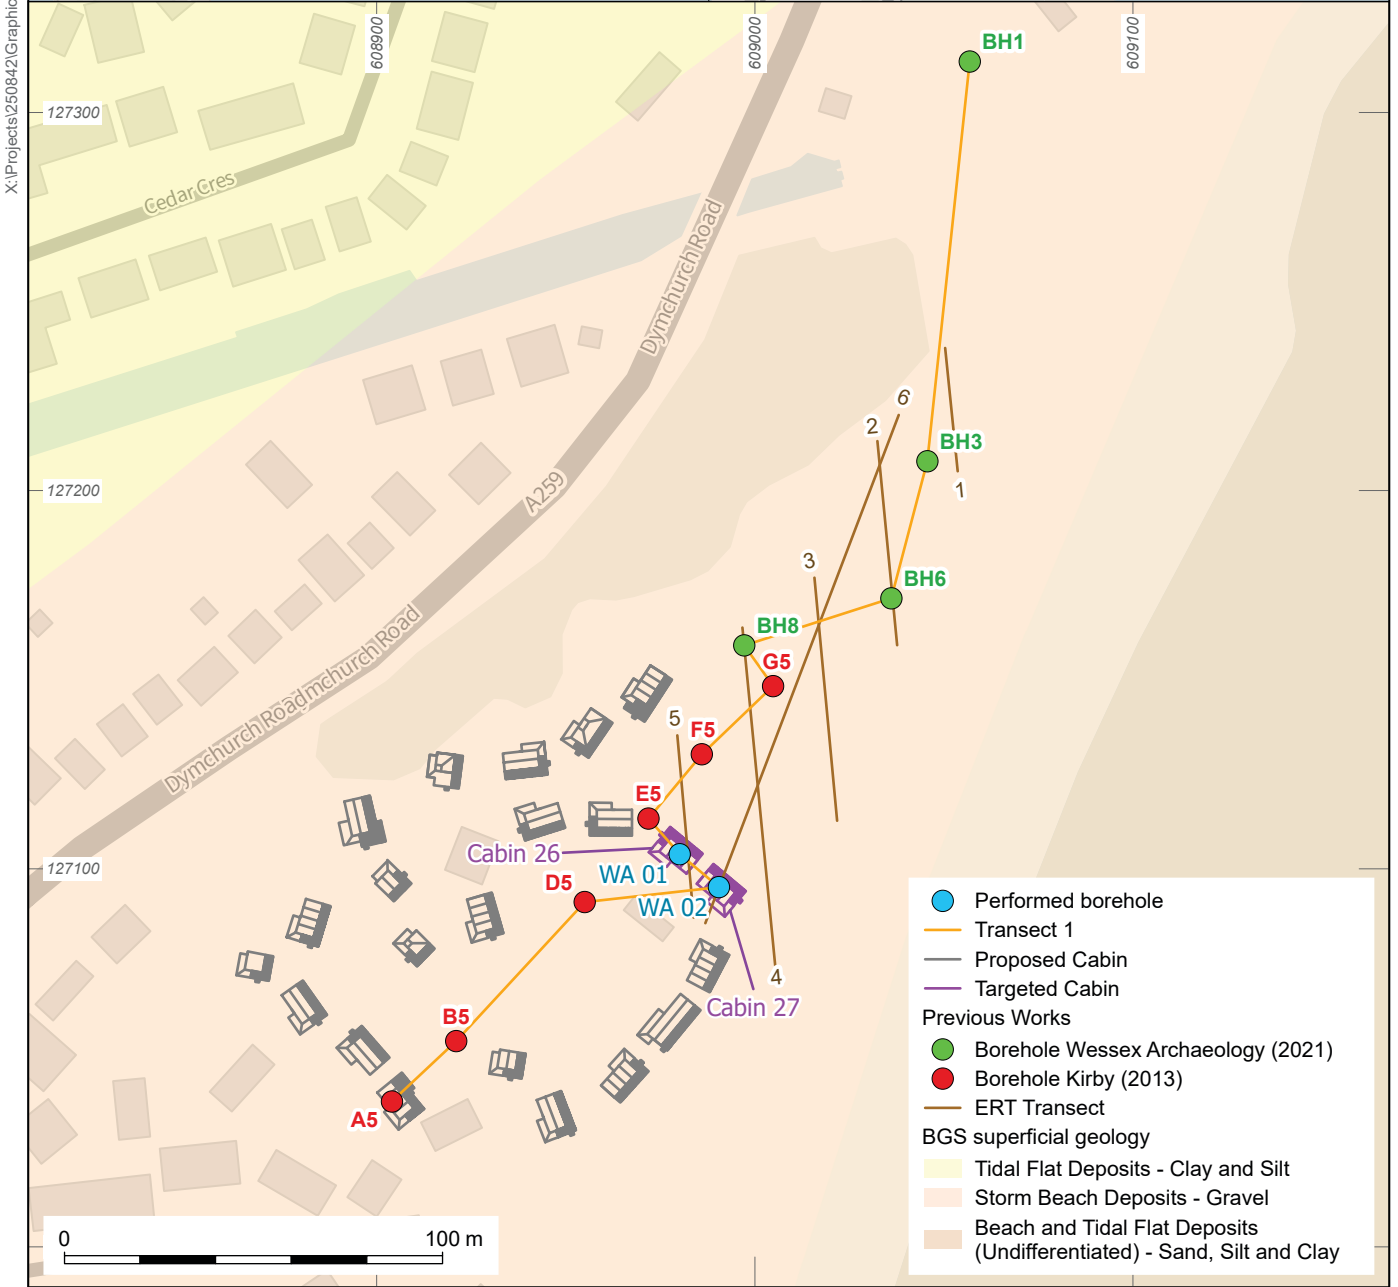 X:\Projects\250842\Graphic
608900
609000
609100
BH1
127300
Cedar Cres
Dymchurch Road
6
2
BH3
A259
127200
1
3
BH6
BH8
G5
Dymchurch Roadmchurch Road
5
F5
E5
Cabin 26
WA 01
127100
D5
WA 02
4
Cabin 27
B5
A5
Performed borehole
Transect 1
Proposed Cabin
Targeted Cabin
Previous Works
Borehole Wessex Archaeology (2021)
Borehole Kirby (2013)
ERT Transect
BGS superficial geology
Tidal Flat Deposits - Clay and Silt
Storm Beach Deposits - Gravel
Beach and Tidal Flat Deposits
(Undifferentiated) - Sand, Silt and Clay
0 100 m